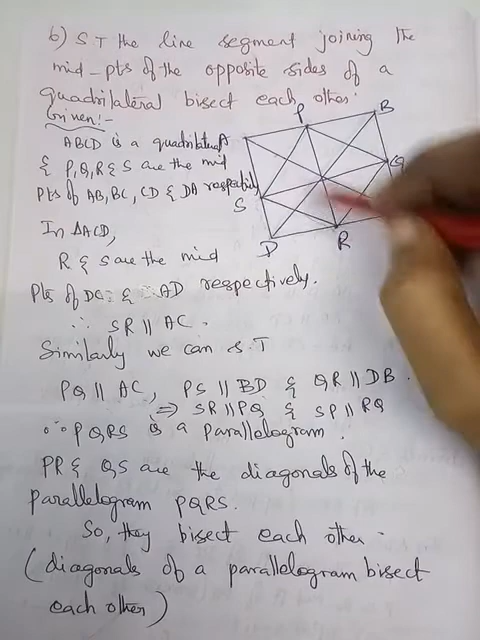 6) S.T the line segment joining the
mid-pts of the opposite sides of a
quadrilateral bisect each other.
Given:-
ABCD is a quadrilateral
& P,Q,R & S are the mid
Pts of AB, BC, CD & DA respectively
In ΔACD,
R & S are the mid
Pts of DC & AD respectively.
∴ SR || AC.
Similarly we can S.T
PQ || AC, PS || BD & QR || DB.
⇒ SR || PQ & SP || RQ
∴ PQRS is a parallelogram.
PR & QS are the diagonals of the
parallelogram PQRS.
So, they bisect each other.
(diagonals of a parallelogram bisect
each other)
P
B
Q
S
D
R